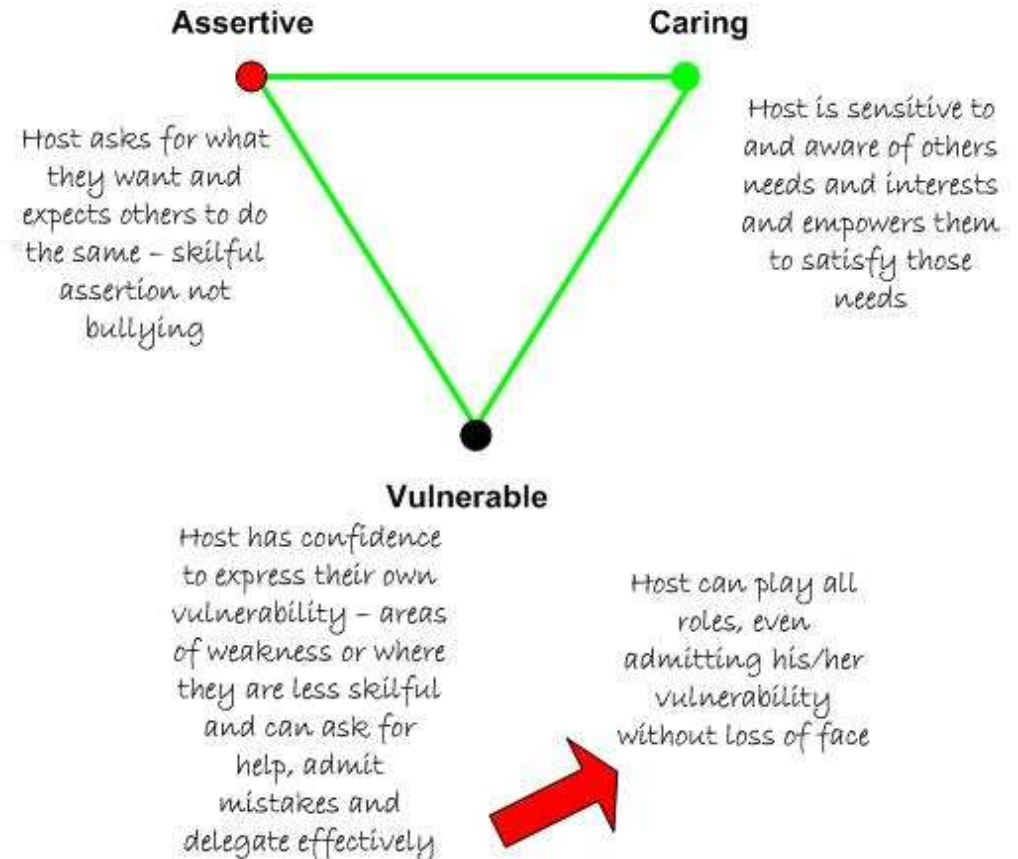 Assertive
Caring
Host asks for what
they want and
expects others to do
the same – skilful
assertion not
bullying
Host is sensitive to
and aware of others
needs and interests
and empowers them
to satisfy those
needs
Vulnerable
Host has confidence
to express their own
vulnerability – areas
of weakness or where
they are less skilful
and can ask for
help, admit
mistakes and
delegate effectively
Host can play all
roles, even
admitting his/her
vulnerability
without loss of face